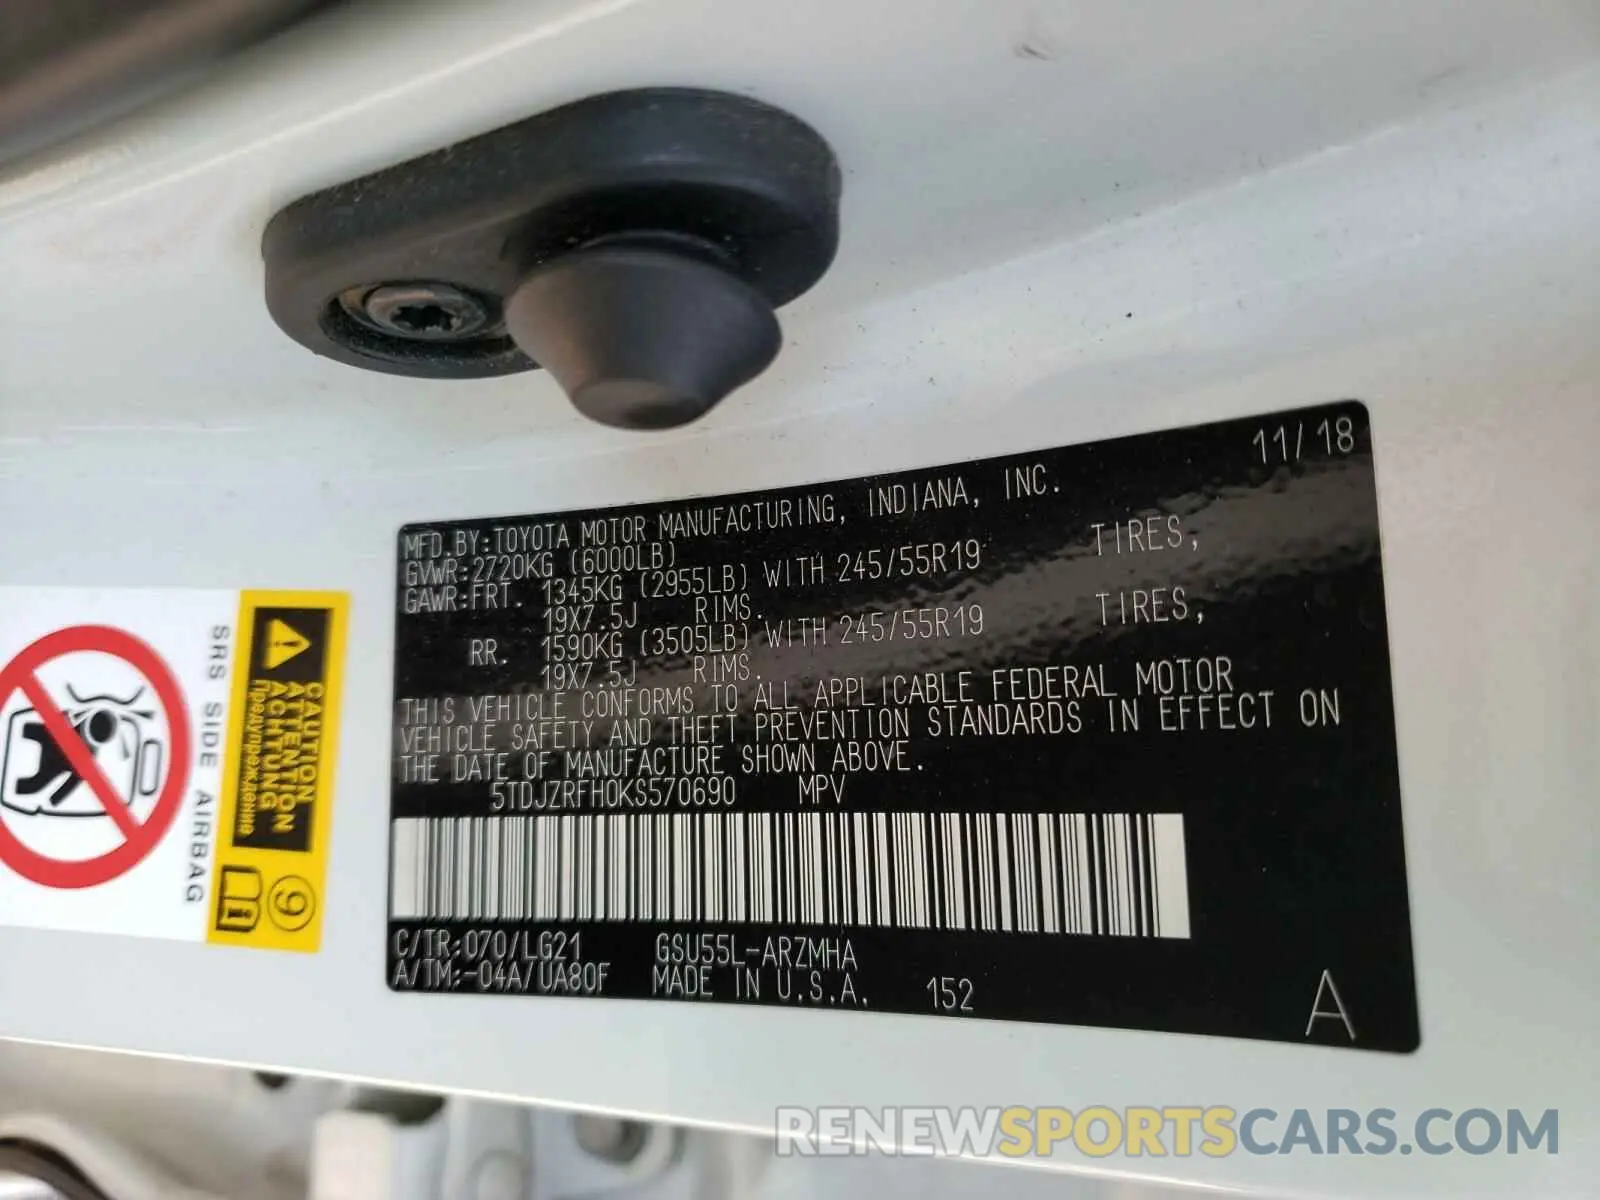 11/18
MFD.BY:TOYOTA MOTOR MANUFACTURING, INDIANA, INC.
GVWR:2720KG (6000LB)
GAWR:FRT. 1345KG (2955LB) WITH 245/55R19 TIRES,
19X7.5J RIMS.
RR. 1590KG (3505LB) WITH 245/55R19 TIRES,
19X7.5J RIMS.
THIS VEHICLE CONFORMS TO ALL APPLICABLE FEDERAL MOTOR
VEHICLE SAFETY AND THEFT PREVENTION STANDARDS IN EFFECT ON
THE DATE OF MANUFACTURE SHOWN ABOVE.
5TDJZRFH0KS570690 MPV
C/TR:070/LG21 GSU55L-ARZMHA
A/TM:-04A/UA80F MADE IN U.S.A. 152 A
CAUTION
ATTENTION
ACHTUNG
Предупреждение
SRS SIDE AIRBAG
9
i
RENEWSPORTSCARS.COM